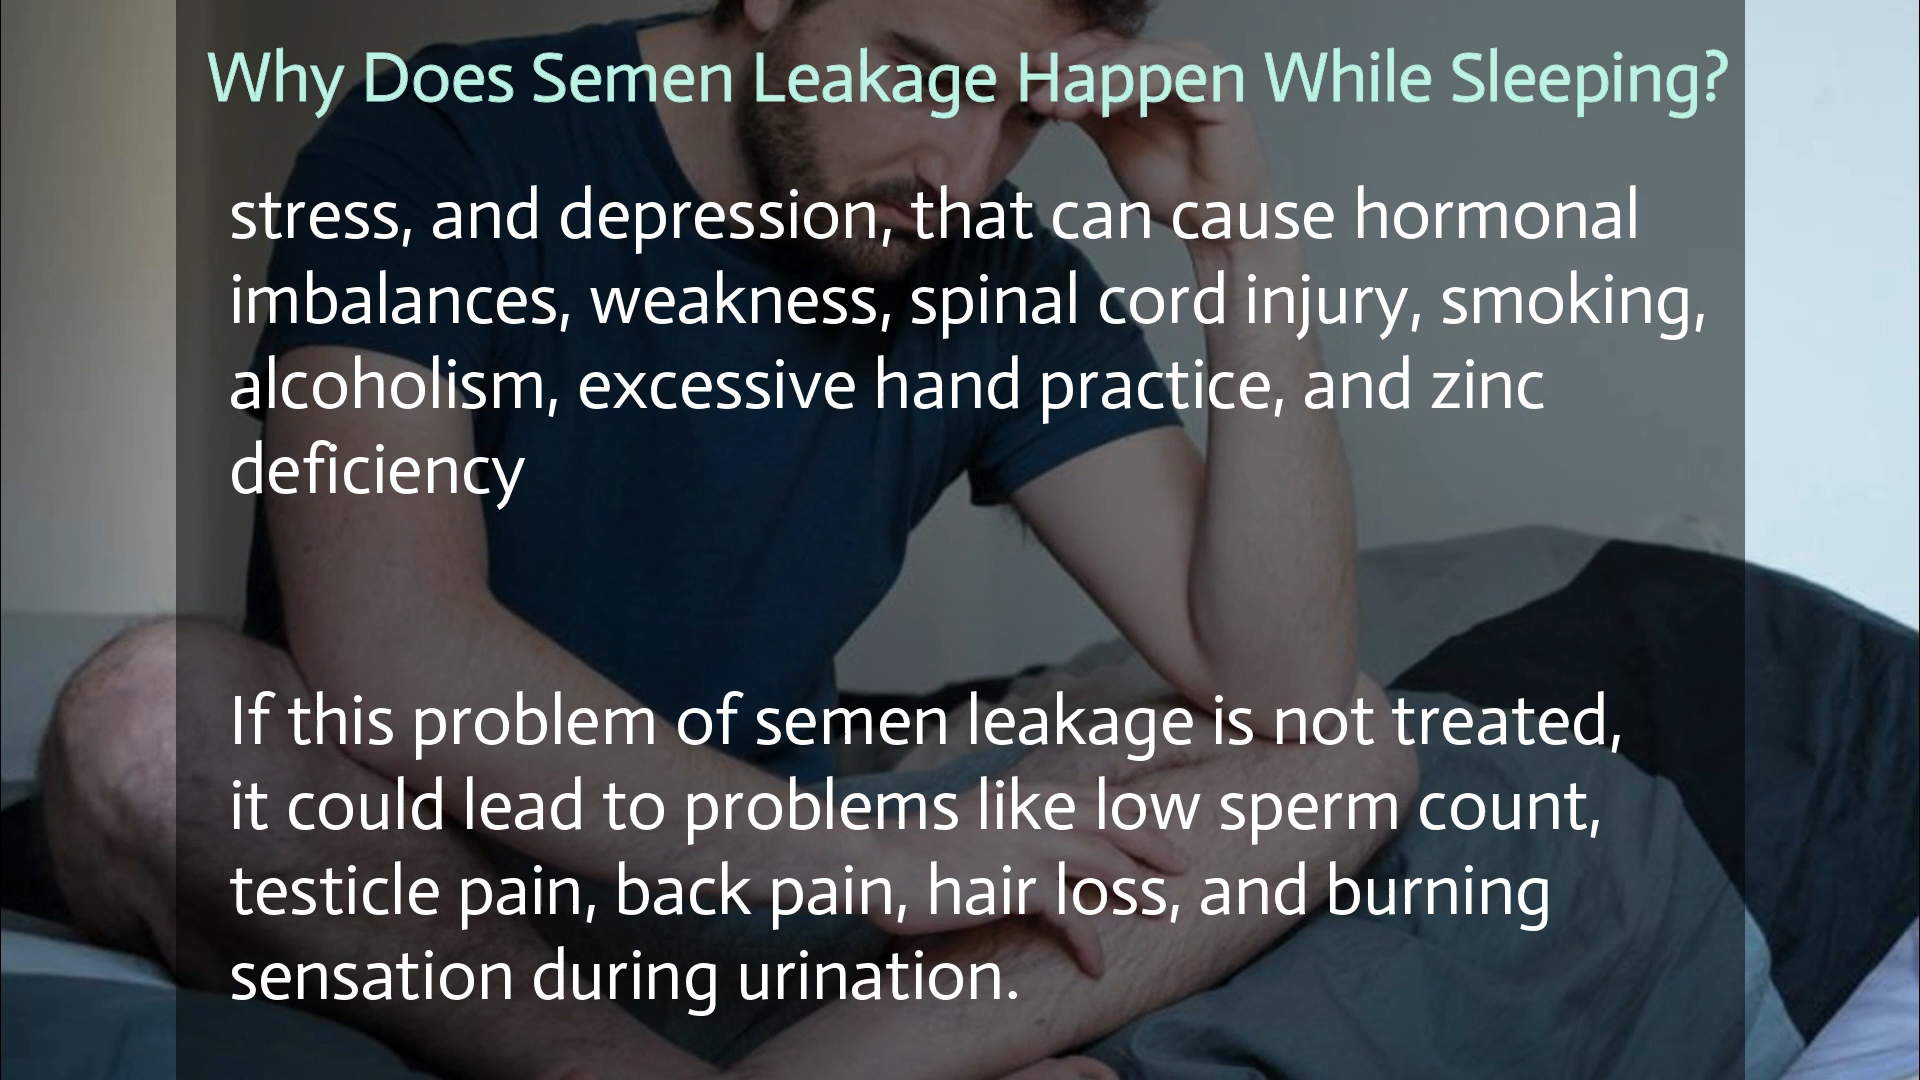 Why Does Semen Leakage Happen While Sleeping?
stress, and depression, that can cause hormonal
imbalances, weakness, spinal cord injury, smoking,
alcoholism, excessive hand practice, and zinc
deficiency
If this problem of semen leakage is not treated,
it could lead to problems like low sperm count,
testicle pain, back pain, hair loss, and burning
sensation during urination.